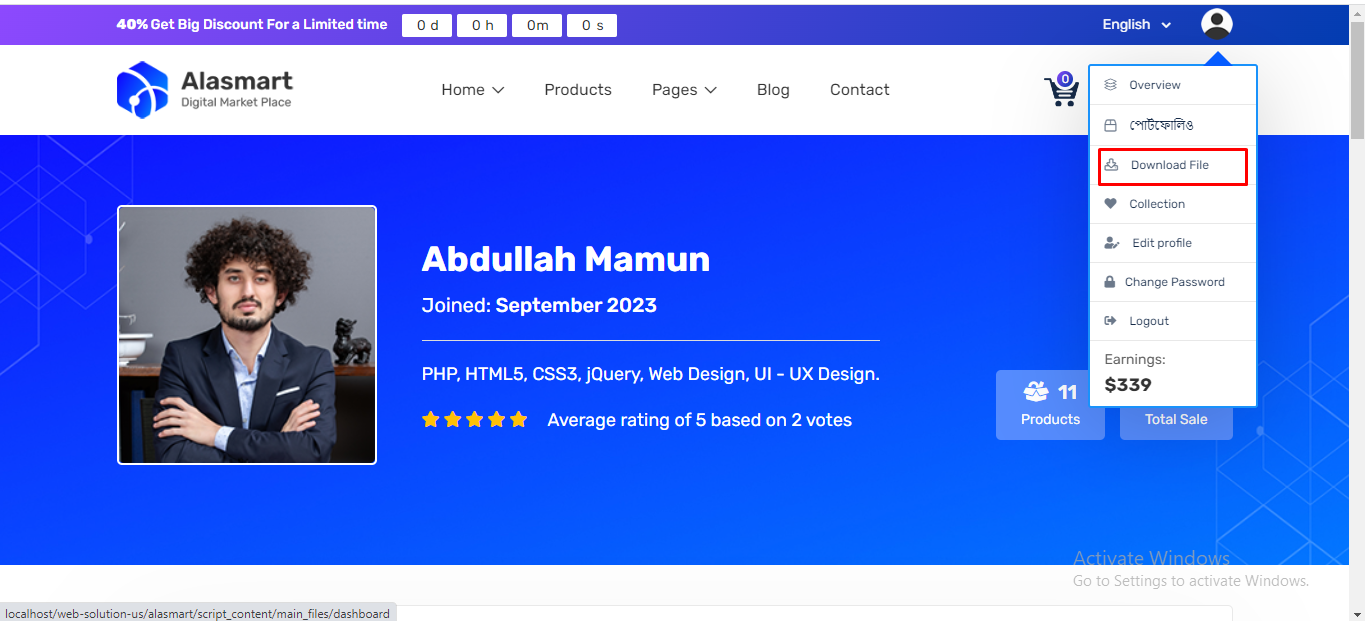 40% Get Big Discount For a Limited time 0 d 0 h 0m 0 s English
Alasmart
Digital Market Place
Home Products Pages Blog Contact 0
Overview
পোর্টফোলিও
Download File
Collection
Edit profile
Change Password
Logout
Earnings:
$339
Abdullah Mamun
Joined: September 2023
PHP, HTML5, CSS3, jQuery, Web Design, UI - UX Design.
Average rating of 5 based on 2 votes
11
Products
Total Sale
Activate Windows
Go to Settings to activate Windows.
localhost/web-solution-us/alasmart/script_content/main_files/dashboard